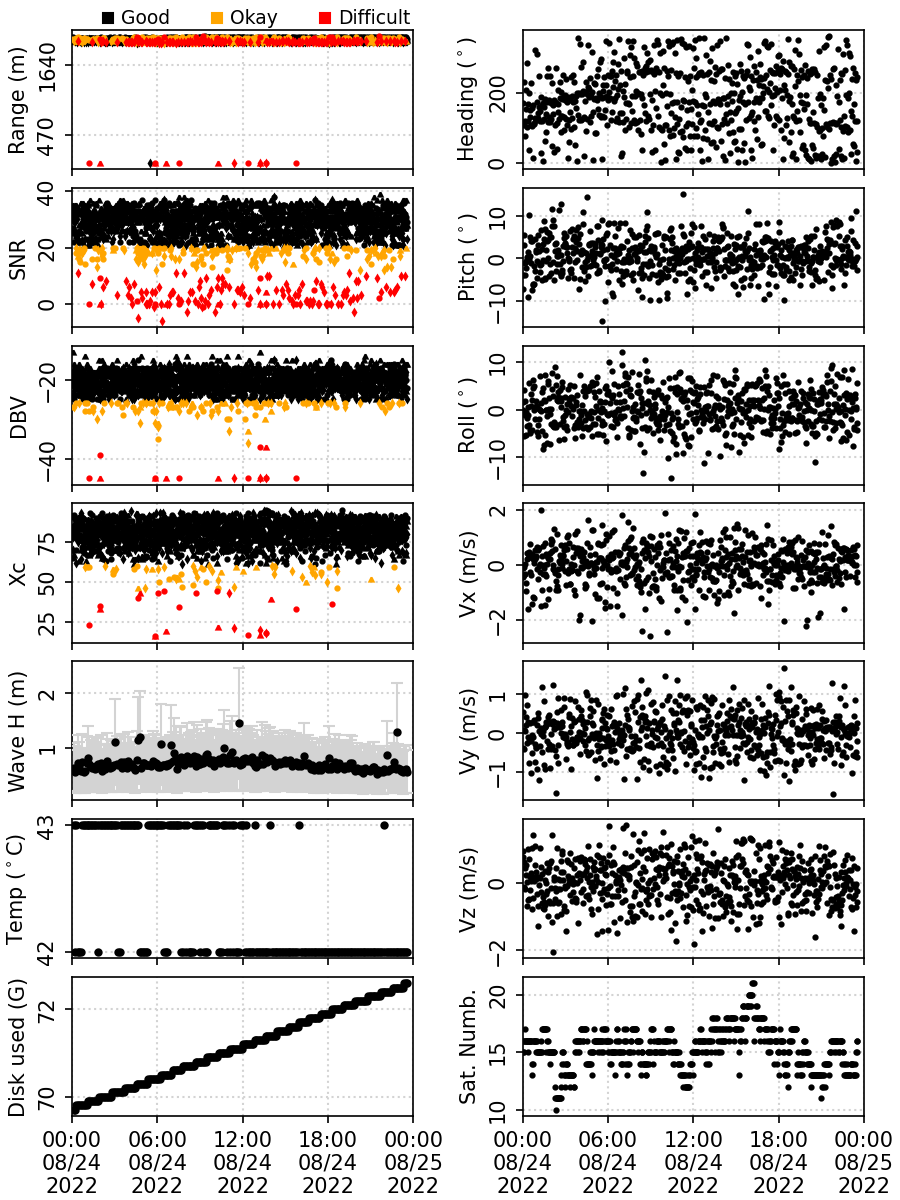 Good Okay Difficult
Range (m)
1640
470
Heading (°)
200
0
SNR
40
20
0
Pitch (°)
10
0
−10
DBV
−20
−40
Roll (°)
10
0
−10
Xc
75
50
25
Vx (m/s)
2
0
−2
Wave H (m)
2
1
Vy (m/s)
1
0
−1
Temp (°C)
43
42
Vz (m/s)
0
−2
Disk used (G)
72
70
Sat. Numb.
20
15
10
00:00 06:00 12:00 18:00 00:00
08/24 08/24 08/24 08/24 08/25
2022 2022 2022 2022 2022
00:00 06:00 12:00 18:00 00:00
08/24 08/24 08/24 08/24 08/25
2022 2022 2022 2022 2022